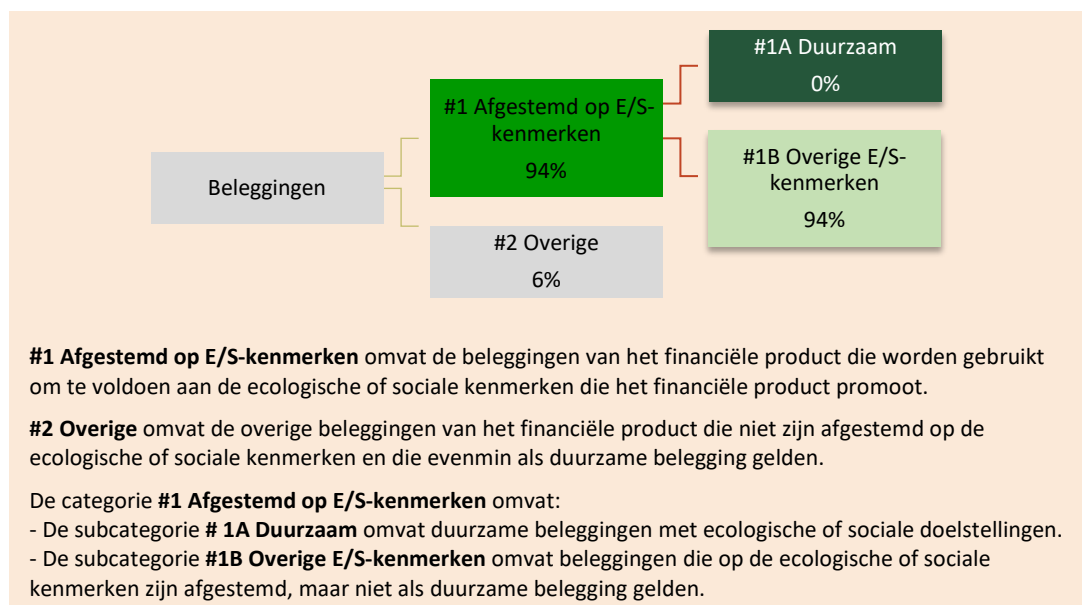 #1A Duurzaam
0%
#1 Afgestemd op E/S-
kenmerken
94%
#1B Overige E/S-
kenmerken
94%
Beleggingen
#2 Overige
6%
#1 Afgestemd op E/S-kenmerken omvat de beleggingen van het financiële product die worden gebruikt
om te voldoen aan de ecologische of sociale kenmerken die het financiële product promoot.
#2 Overige omvat de overige beleggingen van het financiële product die niet zijn afgestemd op de
ecologische of sociale kenmerken en die evenmin als duurzame belegging gelden.
De categorie #1 Afgestemd op E/S-kenmerken omvat:
- De subcategorie # 1A Duurzaam omvat duurzame beleggingen met ecologische of sociale doelstellingen.
- De subcategorie #1B Overige E/S-kenmerken omvat beleggingen die op de ecologische of sociale
kenmerken zijn afgestemd, maar niet als duurzame belegging gelden.